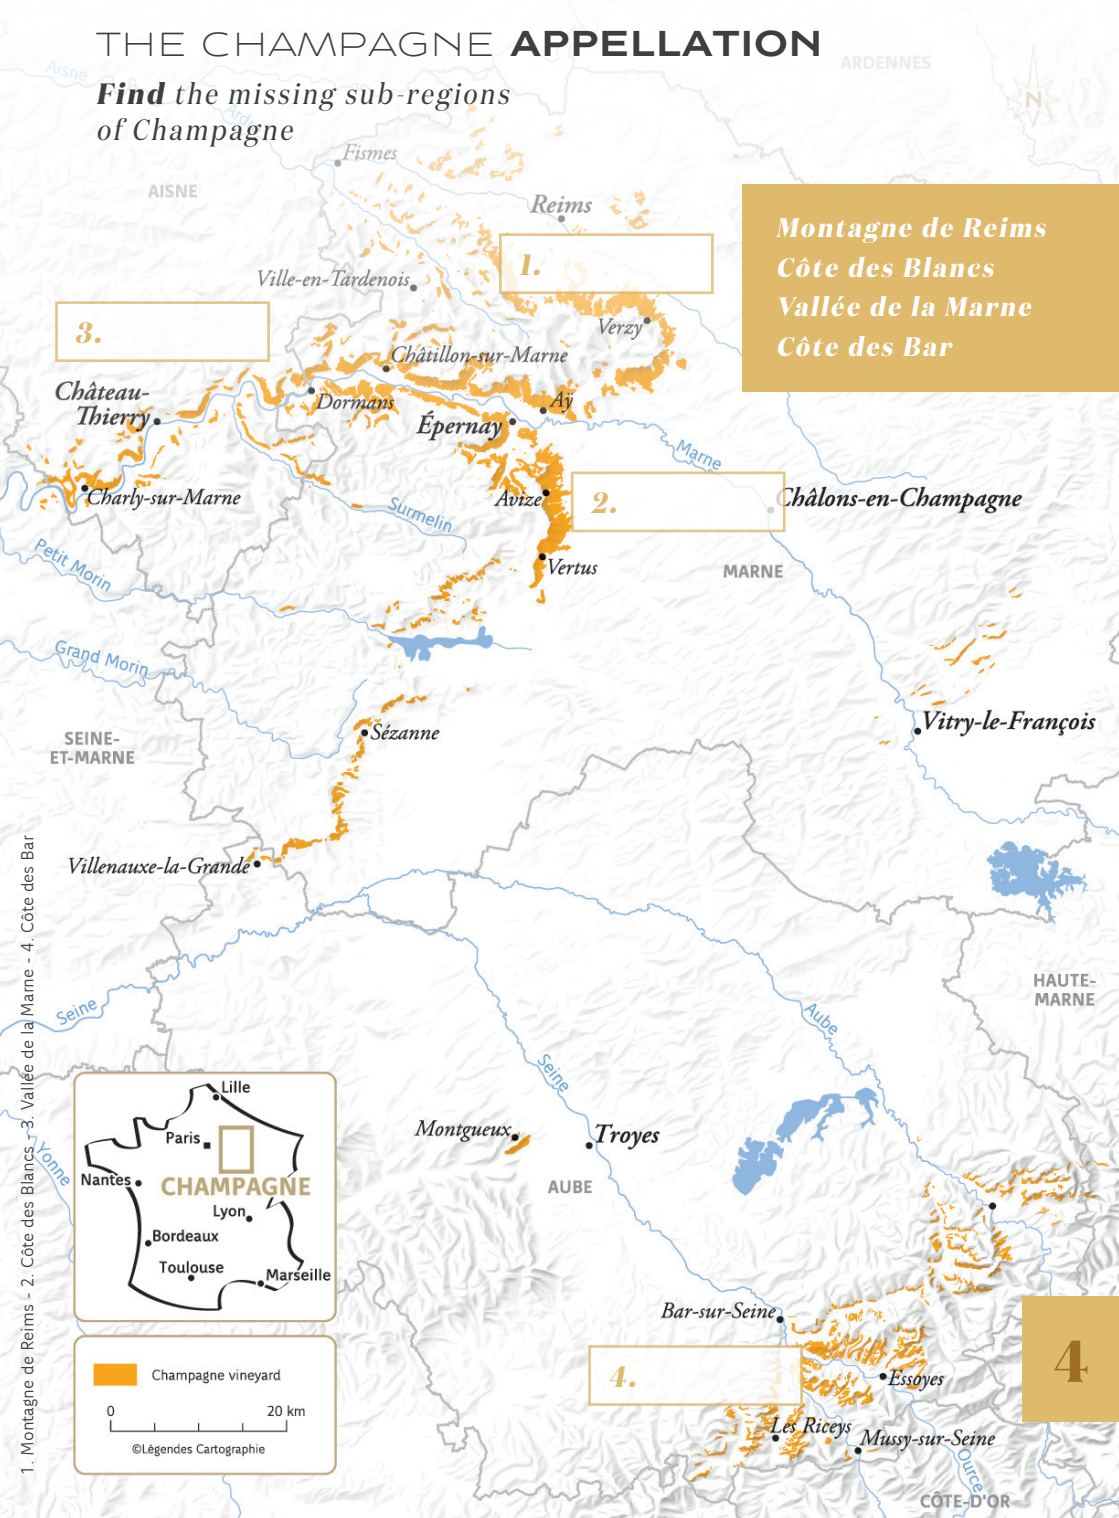 THE CHAMPAGNE APPELLATION
Find the missing sub-regions
of Champagne
Aisne
Arde
ARDENNES
N
Fismes
AISNE
Reims
Montagne de Reims
Côte des Blancs
Vallée de la Marne
Côte des Bar
1.
Ville-en-Tardenois
3.
Verzy
Châtillon-sur-Marne
Château-
Thierry
Dormans
Aÿ
Épernay
Marne
Charly-sur-Marne
Avize
2.
Châlons-en-Champagne
Surmelin
Petit Morin
Vertus
MARNE
Grand Morin
SEINE-
ET-MARNE
Sézanne
Vitry-le-François
Villenauxe-la-Grande
HAUTE-
MARNE
Seine
Aube
Seine
Montgueux
Troyes
AUBE
Yonne
Lille
Paris
Nantes
CHAMPAGNE
Lyon
Bordeaux
Toulouse
Marseille
Bar-sur-Seine
4.
Essoyes
Les Riceys
Mussy-sur-Seine
Ource
CÔTE-D'OR
4
Champagne vineyard
0 20 km
©Légendes Cartographie
1. Montagne de Reims - 2. Côte des Blancs - 3. Vallée de la Marne - 4. Côte des Bar